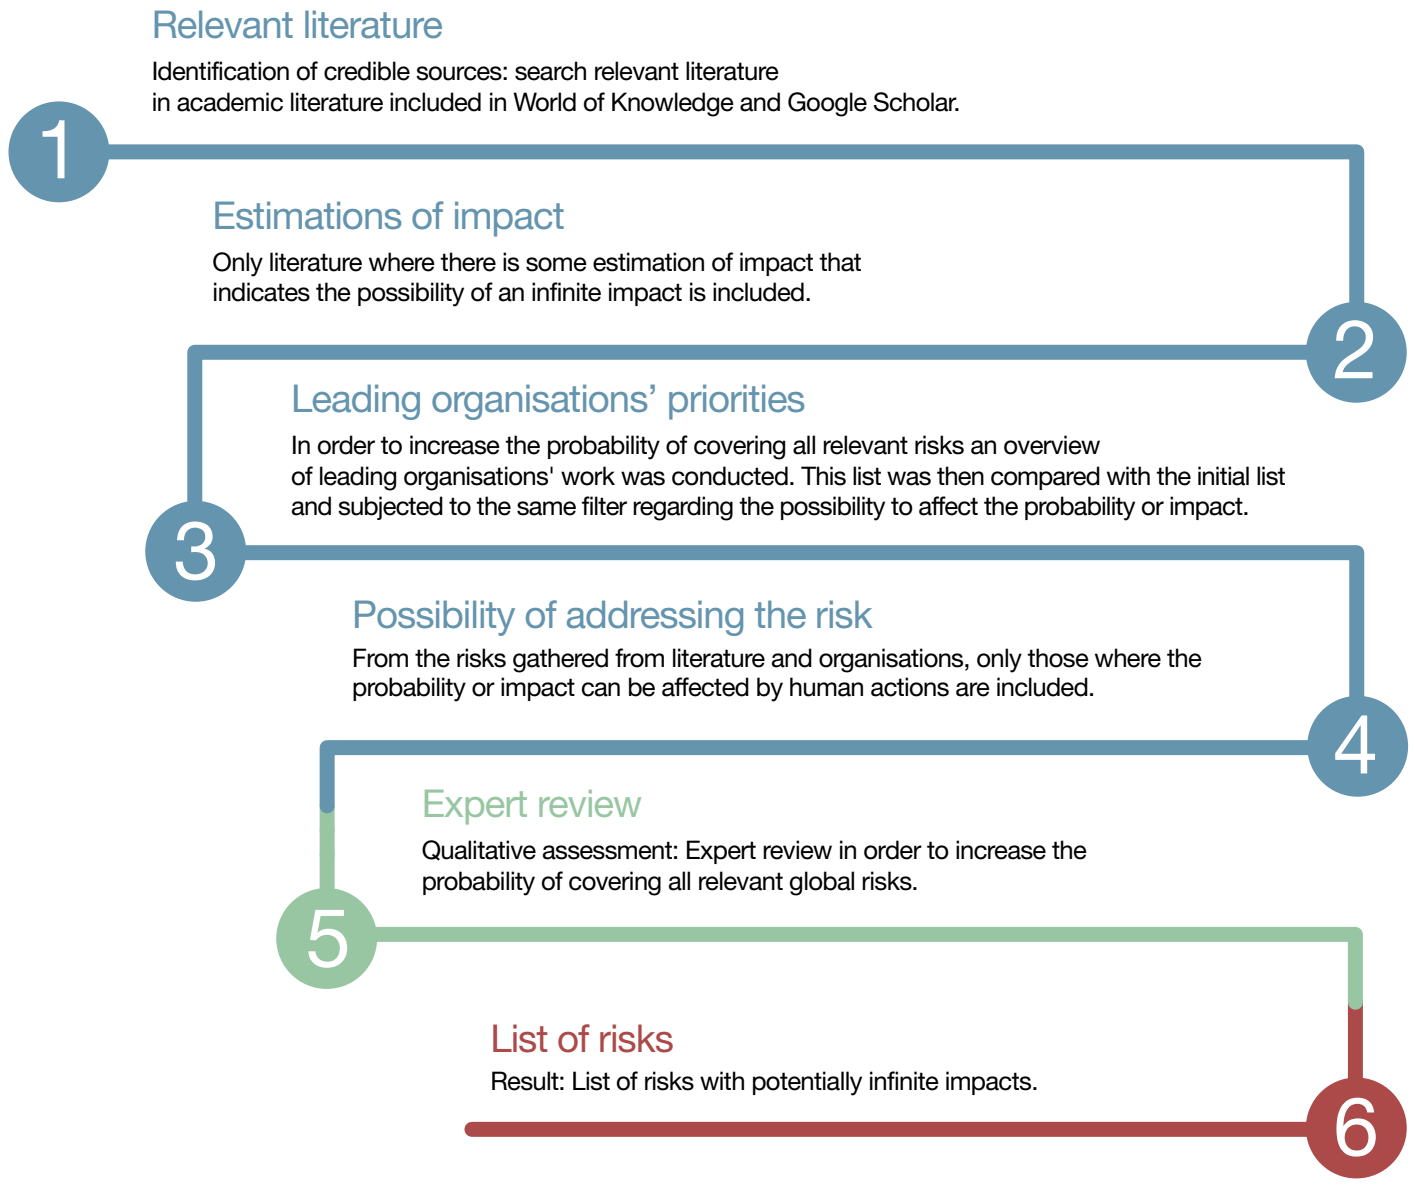 Relevant literature
Identification of credible sources: search relevant literature
in academic literature included in World of Knowledge and Google Scholar.
1
Estimations of impact
Only literature where there is some estimation of impact that
indicates the possibility of an infinite impact is included.
2
Leading organisations’ priorities
In order to increase the probability of covering all relevant risks an overview
of leading organisations' work was conducted. This list was then compared with the initial list
and subjected to the same filter regarding the possibility to affect the probability or impact.
3
Possibility of addressing the risk
From the risks gathered from literature and organisations, only those where the
probability or impact can be affected by human actions are included.
4
Expert review
Qualitative assessment: Expert review in order to increase the
probability of covering all relevant global risks.
5
List of risks
Result: List of risks with potentially infinite impacts.
6